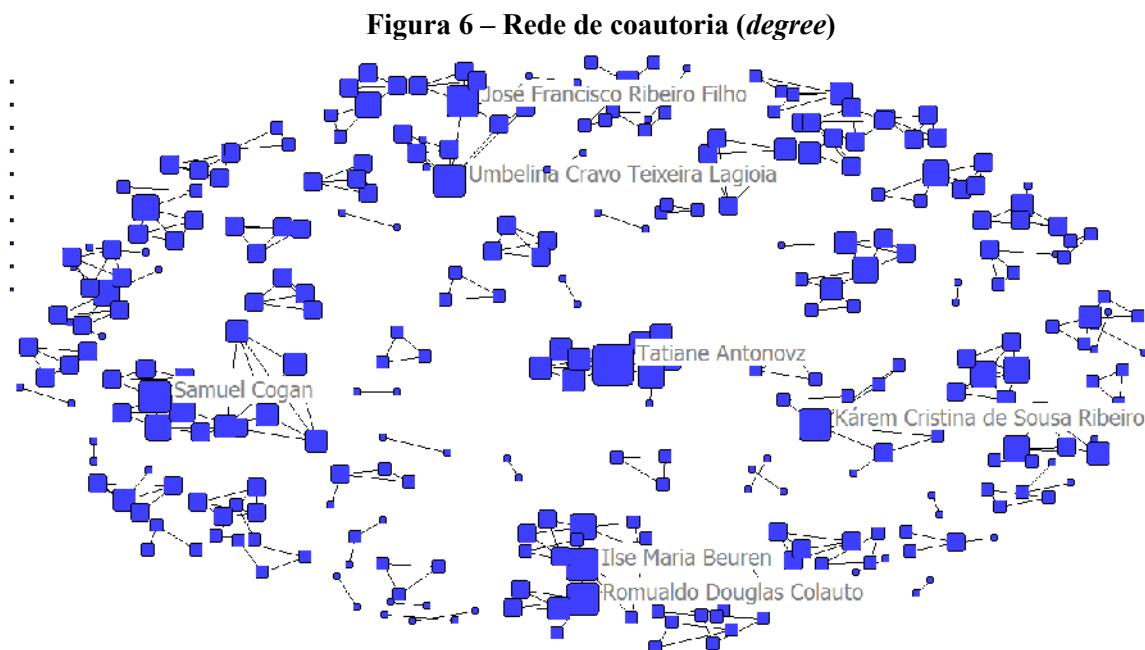 Figura 6 – Rede de coautoria (degree)
José Francisco Ribeiro Filho
Umbelina Cravo Teixeira Lagioia
Tatiane Antonovz
Samuel Cogan
Kárem Cristina de Sousa Ribeiro
Ilse Maria Beuren
Romualdo Douglas Colauto